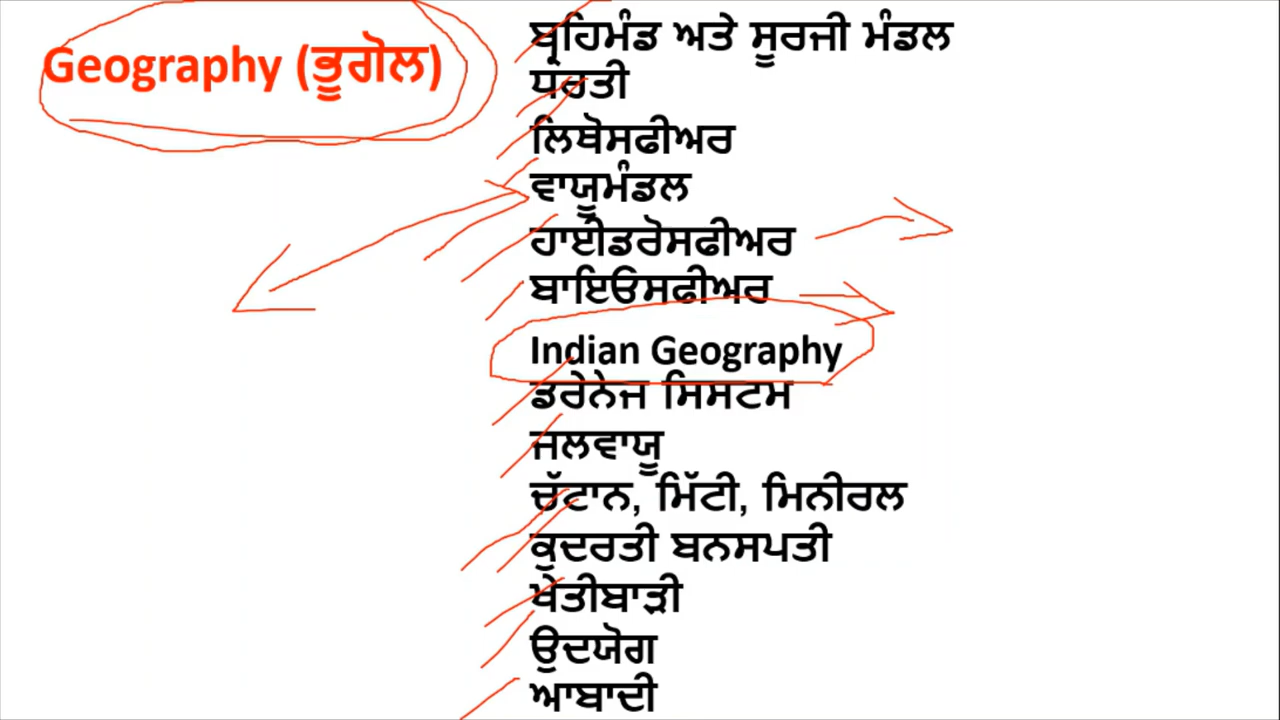 Geography (ਭੂਗੋਲ)
ਬ੍ਰਹਿਮੰਡ ਅਤੇ ਸੂਰਜੀ ਮੰਡਲ
ਧਰਤੀ
ਲਿਥੋਸਫੀਅਰ
ਵਾਯੂਮੰਡਲ
ਹਾਈਡਰੋਸਫੀਅਰ
ਬਾਇਓਸਫੀਅਰ
Indian Geography
ਡਰੇਨੇਜ ਸਿਸਟਮ
ਜਲਵਾਯੂ
ਚੱਟਾਨ, ਮਿੱਟੀ, ਮਿਨੀਰਲ
ਕੁਦਰਤੀ ਬਨਸਪਤੀ
ਖੇਤੀਬਾੜੀ
ਉਦਯੋਗ
ਆਬਾਦੀ